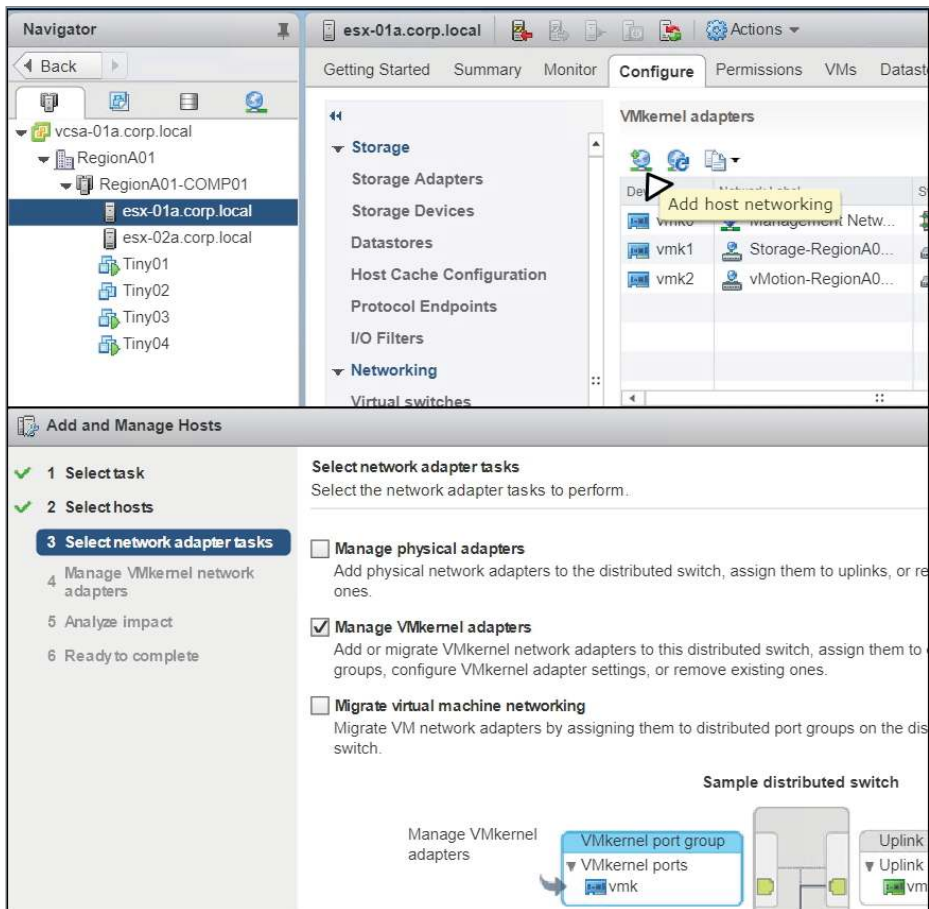 Navigator
Back
vcsa-01a.corp.local
RegionA01
RegionA01-COMP01
esx-01a.corp.local
esx-02a.corp.local
Tiny01
Tiny02
Tiny03
Tiny04
esx-01a.corp.local Actions
Getting Started Summary Monitor Configure Permissions VMs Datast
Storage
Storage Adapters
Storage Devices
Datastores
Host Cache Configuration
Protocol Endpoints
I/O Filters
Networking
Virtual switches
VMkernel adapters
Add host networking
vmk0 Management Netw...
vmk1 Storage-RegionA0...
vmk2 vMotion-RegionA0...
Add and Manage Hosts
1 Select task
2 Select hosts
3 Select network adapter tasks
4 Manage VMkernel network
adapters
5 Analyze impact
6 Ready to complete
Select network adapter tasks
Select the network adapter tasks to perform.
Manage physical adapters
Add physical network adapters to the distributed switch, assign them to uplinks, or re
ones.
Manage VMkernel adapters
Add or migrate VMkernel network adapters to this distributed switch, assign them to
groups, configure VMkernel adapter settings, or remove existing ones.
Migrate virtual machine networking
Migrate VM network adapters by assigning them to distributed port groups on the dis
switch.
Sample distributed switch
Manage VMkernel
adapters
VMkernel port group
VMkernel ports
vmk
Uplink
Uplink
vm